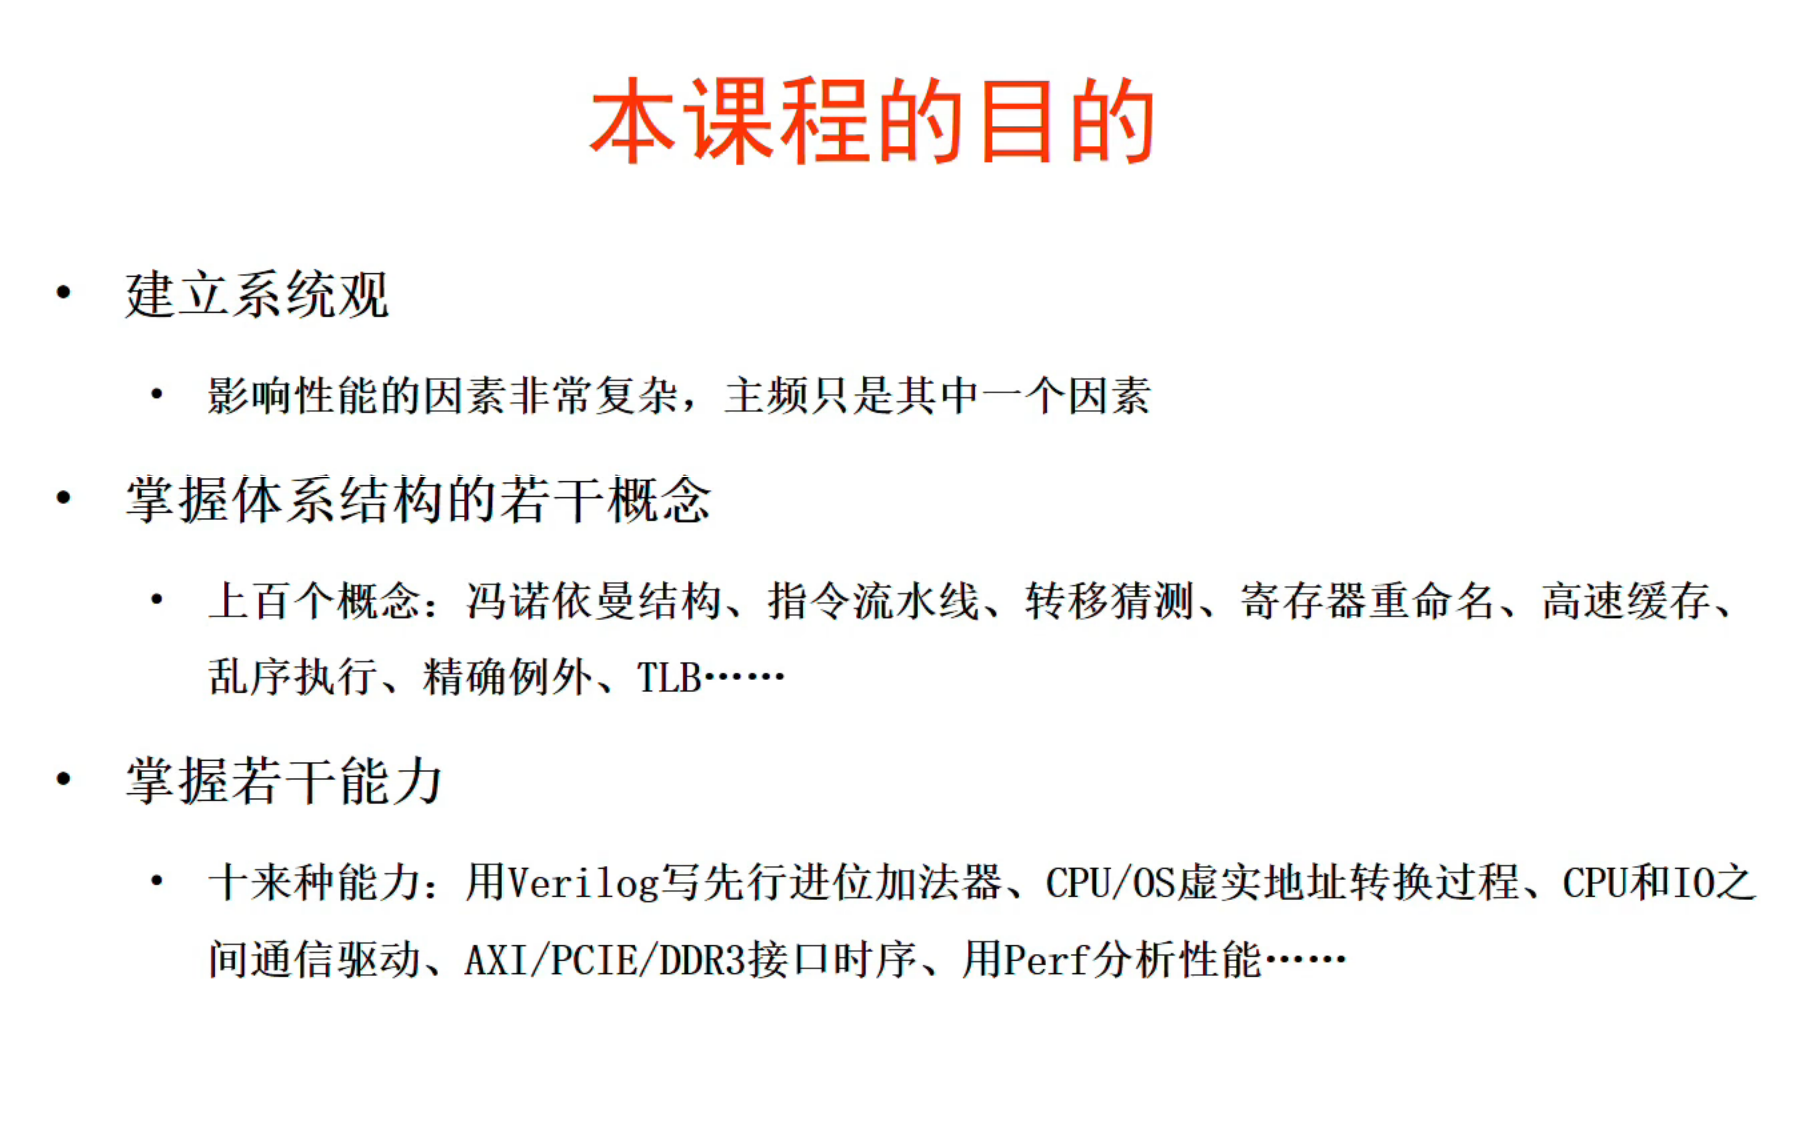 本课程的目的
• 建立系统观
• 影响性能的因素非常复杂，主频只是其中一个因素
• 掌握体系结构的若干概念
• 上百个概念：冯诺依曼结构、指令流水线、转移猜测、寄存器重命名、高速缓存、
乱序执行、精确例外、TLB……
• 掌握若干能力
• 十来种能力：用Verilog写先行进位加法器、CPU/OS虚实地址转换过程、CPU和IO之
间通信驱动、AXI/PCIE/DDR3接口时序、用Perf分析性能……